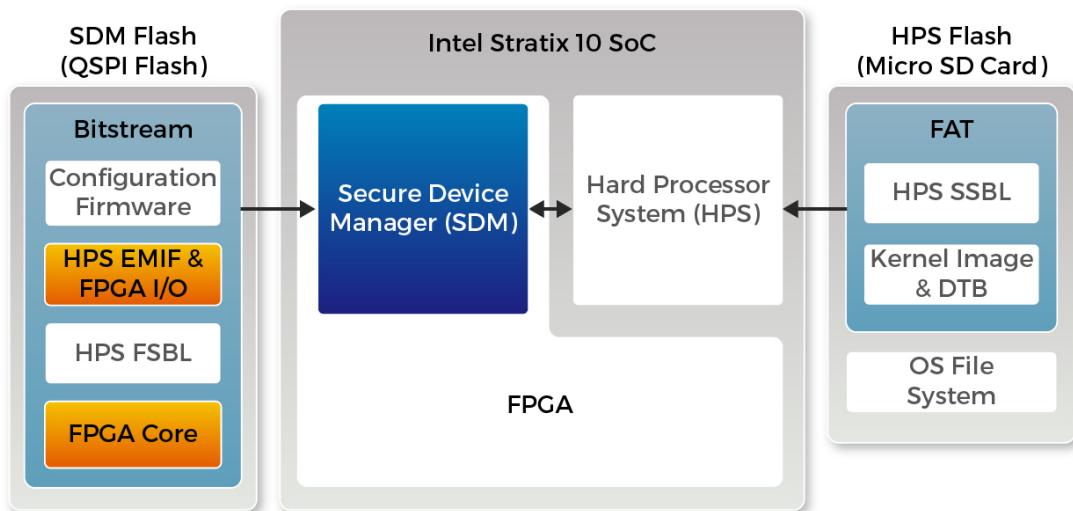 SDM Flash
(QSPI Flash)
Bitstream
Configuration
Firmware
HPS EMIF &
FPGA I/O
HPS FSBL
FPGA Core
Intel Stratix 10 SoC
Secure Device
Manager (SDM)
Hard Processor
System (HPS)
FPGA
HPS Flash
(Micro SD Card)
FAT
HPS SSBL
Kernel Image
& DTB
OS File
System